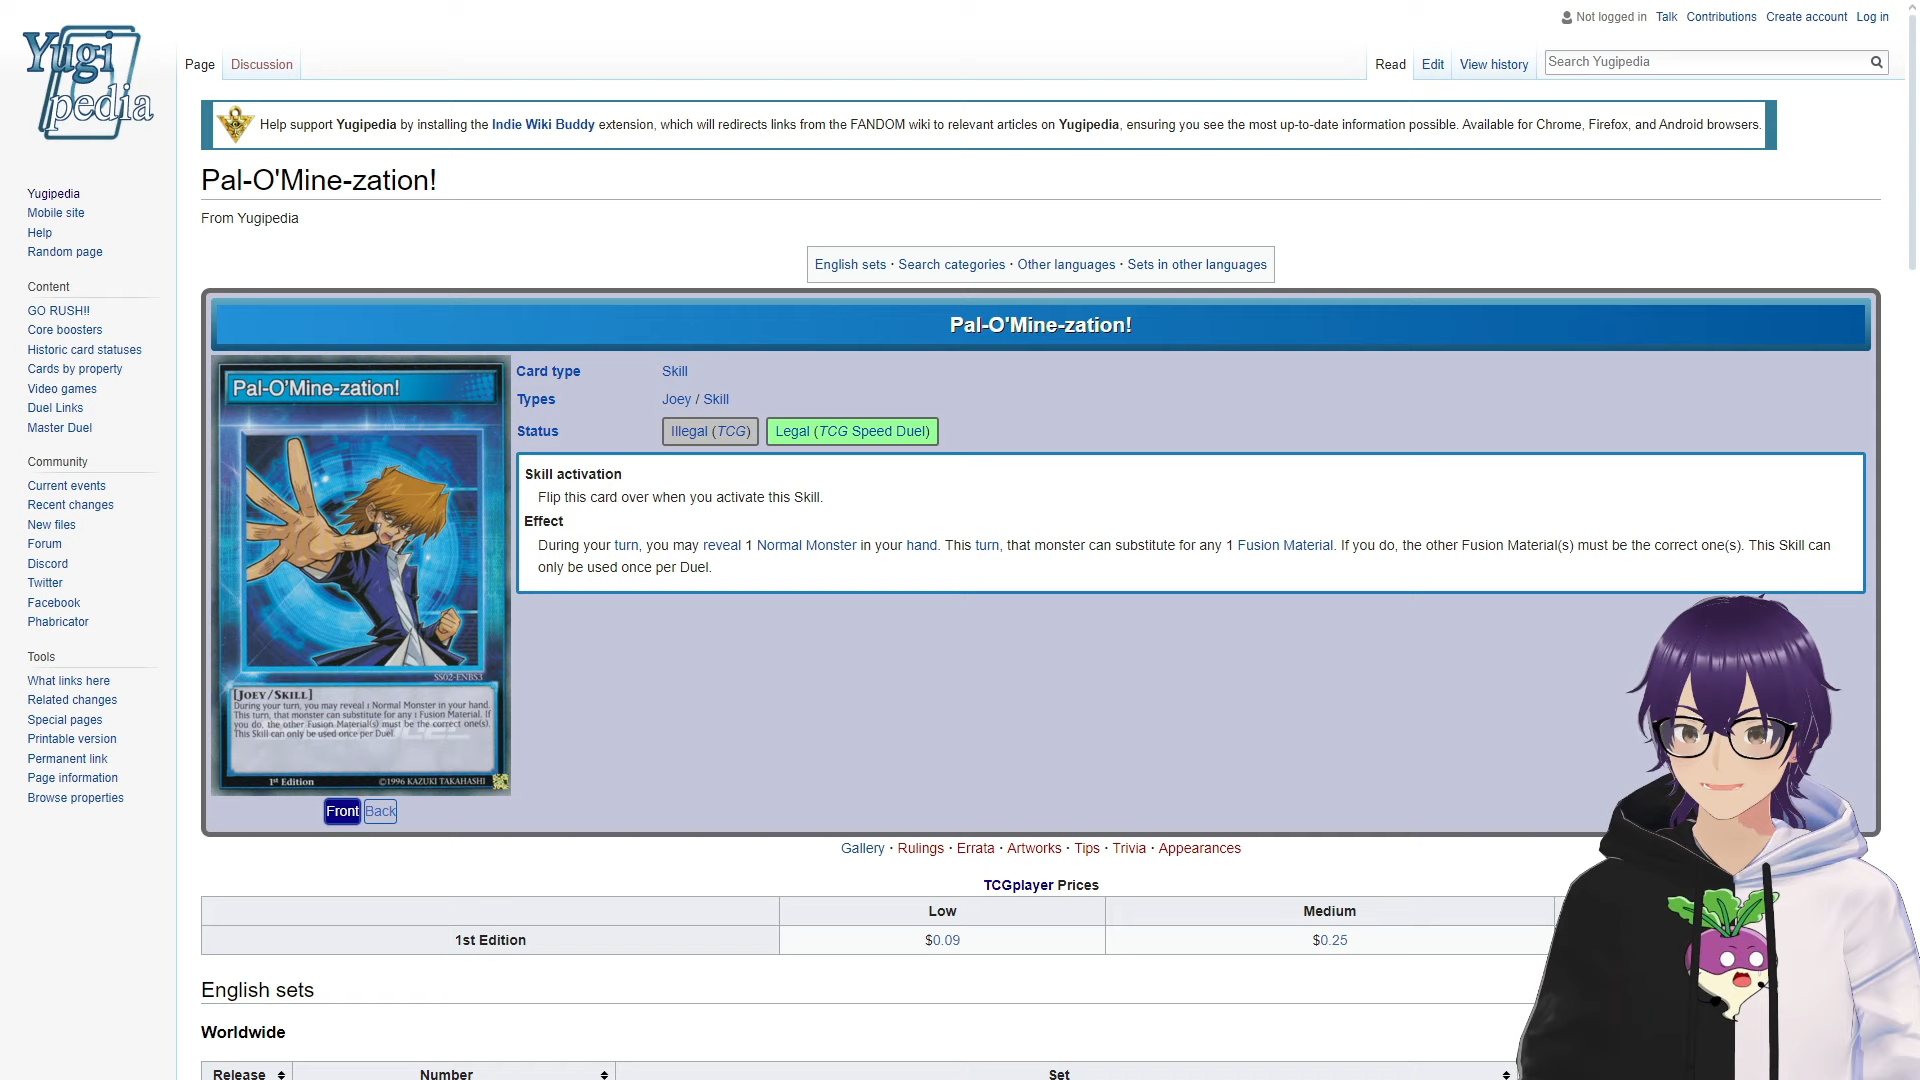 Yugi
pedia
Not logged in Talk Contributions Create account Log in
Page Discussion
Read Edit View history Search Yugipedia
Help support Yugipedia by installing the Indie Wiki Buddy extension, which will redirects links from the FANDOM wiki to relevant articles on Yugipedia, ensuring you see the most up-to-date information possible. Available for Chrome, Firefox, and Android browsers.
Pal-O'Mine-zation!
From Yugipedia
Yugipedia
Mobile site
Help
Random page
Content
GO RUSH!!
Core boosters
Historic card statuses
Cards by property
Video games
Duel Links
Master Duel
Community
Current events
Recent changes
New files
Forum
Discord
Twitter
Facebook
Phabricator
Tools
What links here
Related changes
Special pages
Printable version
Permanent link
Page information
Browse properties
English sets · Search categories · Other languages · Sets in other languages
Pal-O'Mine-zation!
Pal-O'Mine-zation!
SS02-ENBS3
[JOEY/SKILL]
During your turn, you may reveal 1 Normal Monster in your hand.
This turn, that monster can substitute for any 1 Fusion Material. If
you do, the other Fusion Material(s) must be the correct one(s).
This Skill can only be used once per Duel.
1st Edition ©1996 KAZUKI TAKAHASHI
Front Back
Card type Skill
Types Joey / Skill
Status Illegal (TCG) Legal (TCG Speed Duel)
Skill activation
Flip this card over when you activate this Skill.
Effect
During your turn, you may reveal 1 Normal Monster in your hand. This turn, that monster can substitute for any 1 Fusion Material. If you do, the other Fusion Material(s) must be the correct one(s). This Skill can
only be used once per Duel.
Gallery · Rulings · Errata · Artworks · Tips · Trivia · Appearances
TCGplayer Prices
Low Medium
1st Edition $0.09 $0.25
English sets
Worldwide
Release Number Set